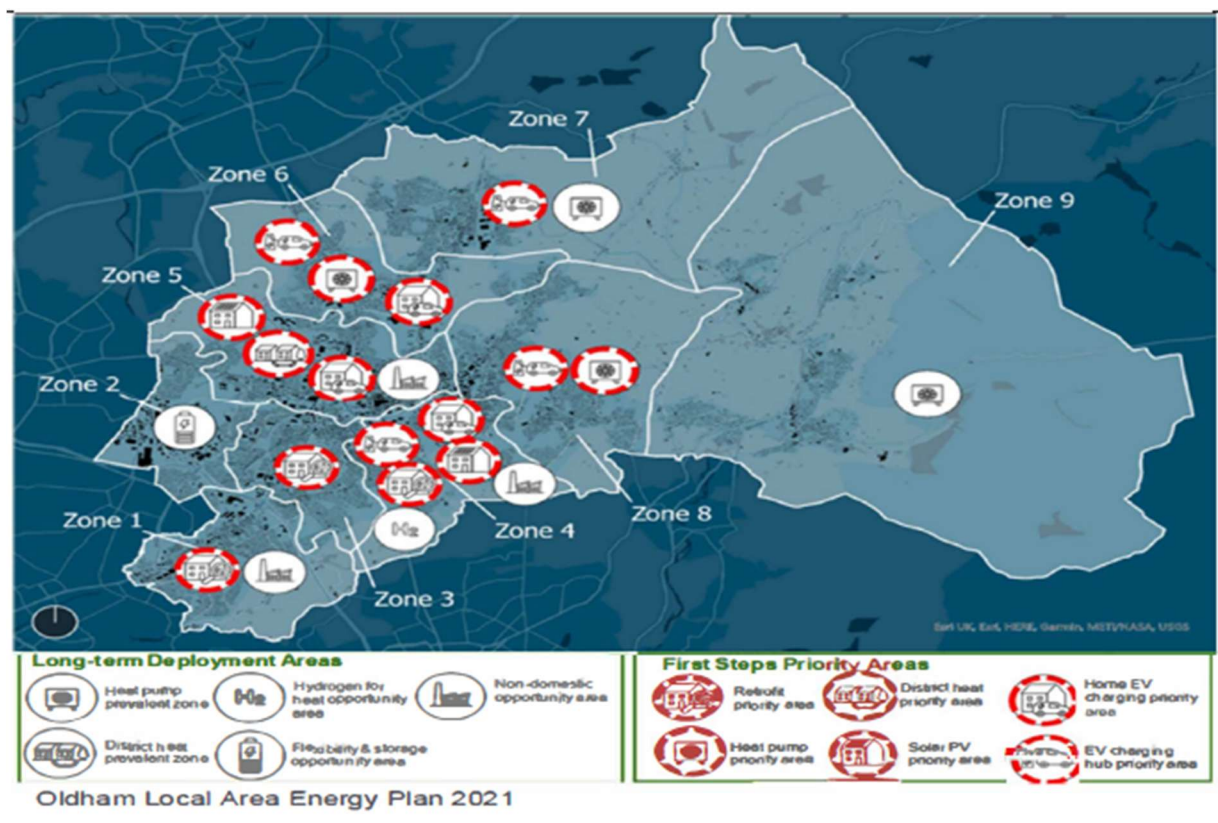 Zone 7
Zone 6
Zone 9
Zone 5
Zone 2
Zone 8
Zone 1
Zone 4
H2
Zone 3
Esri UK, Esri, HERE, Garmin, METI/NASA, USGS
Long-term Deployment Areas
Heat pump
prevalent zone
H2
Hydrogen for
heat opportunity
area
Non-domestic
opportunity area
District heat
prevalent zone
Flexibility & storage
opportunity area
First Steps Priority Areas
Retrofit
priority area
District heat
priority area
Home EV
charging priority
area
Heat pump
priority area
Solar PV
priority area
EV charging
hub priority area
Oldham Local Area Energy Plan 2021